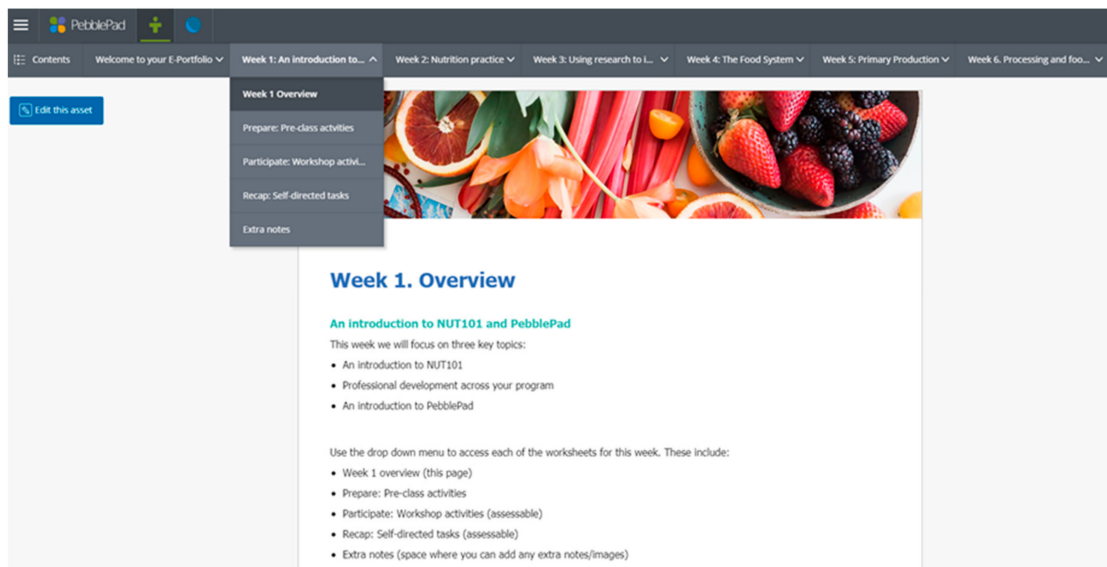 PebblePad
Contents Welcome to your E-Portfolio Week 1: An introduction to... Week 2: Nutrition practice Week 3: Using research to i... Week 4: The Food System Week 5: Primary Production Week 6. Processing and foo...
Edit this asset
Week 1 Overview
Prepare: Pre-class actvities
Participate: Workshop activi...
Recap: Self-directed tasks
Extra notes
Week 1. Overview
An introduction to NUT101 and PebblePad
This week we will focus on three key topics:
• An introduction to NUT101
• Professional development across your program
• An introduction to PebblePad
Use the drop down menu to access each of the worksheets for this week. These include:
• Week 1 overview (this page)
• Prepare: Pre-class activities
• Participate: Workshop activities (assessable)
• Recap: Self-directed tasks (assessable)
• Extra notes (space where you can add any extra notes/images)